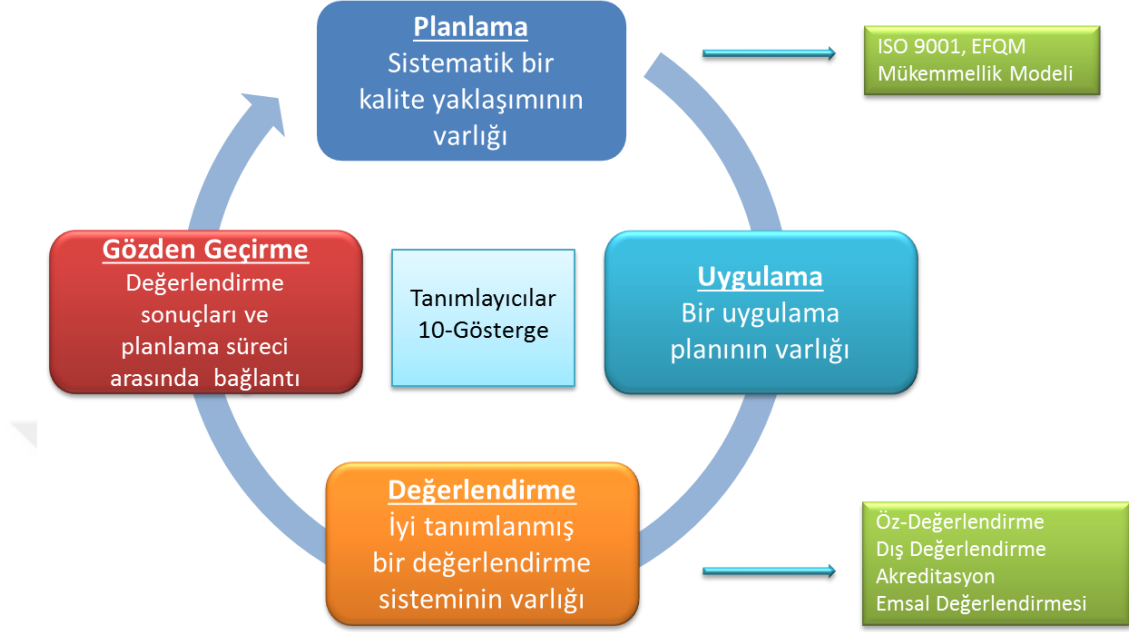 Planlama
Sistematik bir
kalite yaklaşımının
varlığı
ISO 9001, EFQM
Mükemmellik Modeli
Gözden Geçirme
Değerlendirme
sonuçları ve
planlama süreci
arasında bağlantı
Tanımlayıcılar
10-Gösterge
Uygulama
Bir uygulama
planının varlığı
Değerlendirme
İyi tanımlanmış
bir değerlendirme
sisteminin varlığı
Öz-Değerlendirme
Dış Değerlendirme
Akreditasyon
Emsal Değerlendirmesi